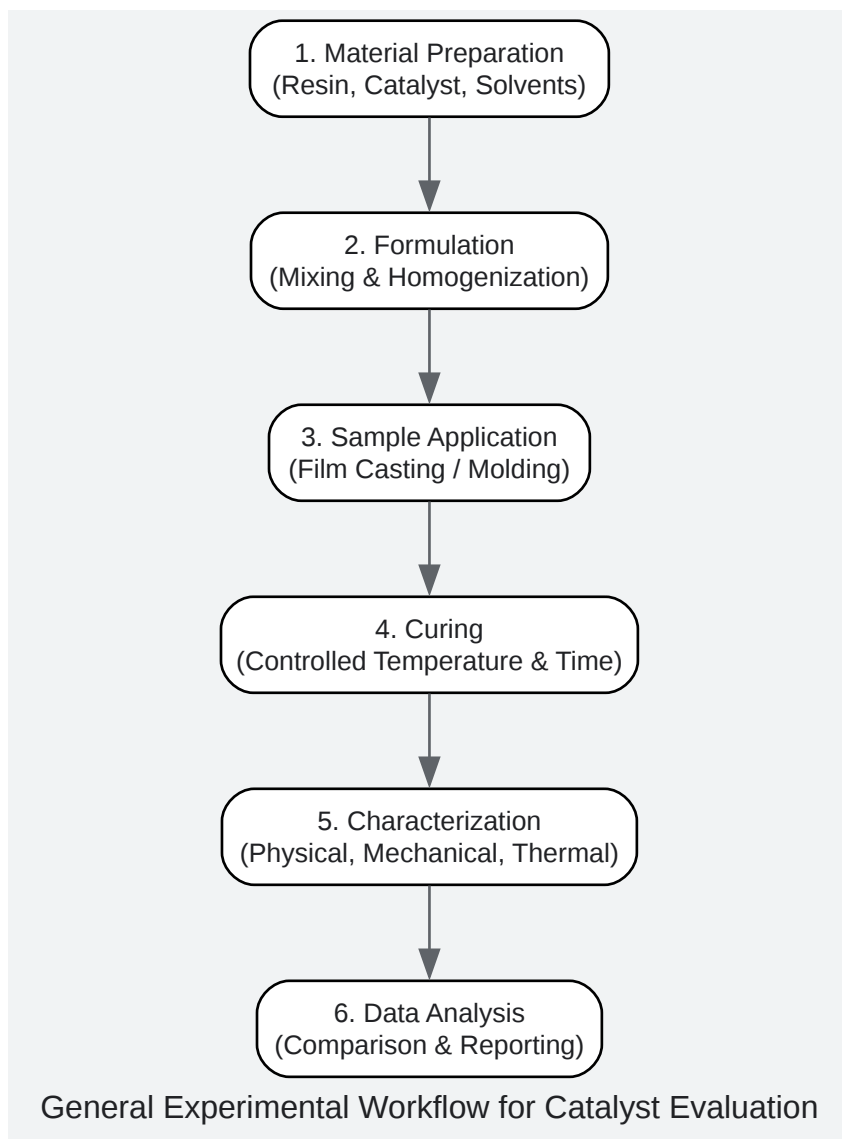 1. Material Preparation
(Resin, Catalyst, Solvents)
2. Formulation
(Mixing & Homogenization)
3. Sample Application
(Film Casting / Molding)
4. Curing
(Controlled Temperature & Time)
5. Characterization
(Physical, Mechanical, Thermal)
6. Data Analysis
(Comparison & Reporting)
General Experimental Workflow for Catalyst Evaluation